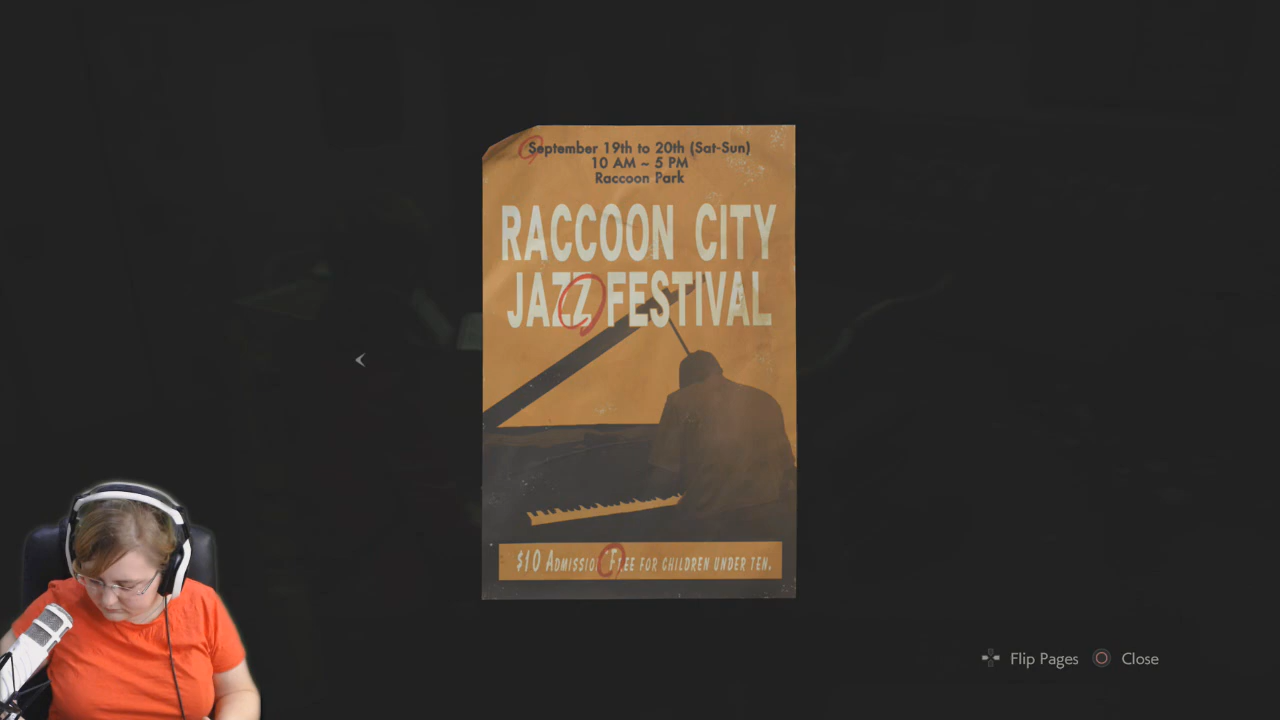 September 19th to 20th (Sat-Sun)
10 AM ~ 5 PM
Raccoon Park
RACCOON CITY
JAZZ FESTIVAL
$10 Admission Free for children under ten.
Flip Pages
Close